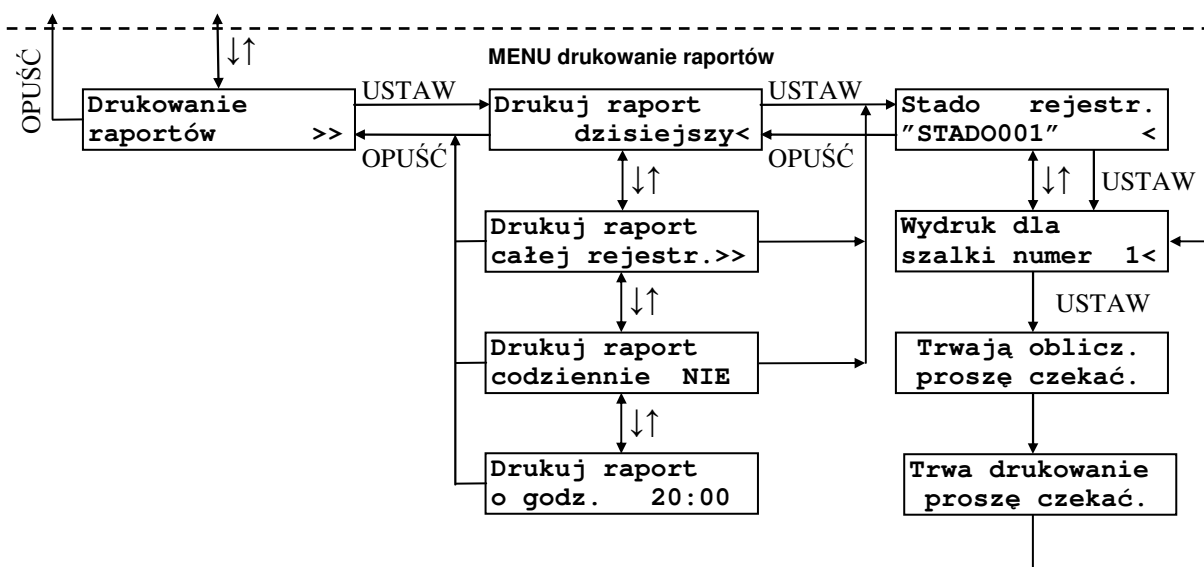 MENU drukowanie raportów
OPUŚĆ
↓↑
Drukowanie
raportów >>
USTAW
OPUŚĆ
Drukuj raport
dzisiejszy<
USTAW
OPUŚĆ
Stado rejestr.
”STADO001” <
↓↑
↓↑ USTAW
Drukuj raport
całej rejestr.>>
Wydruk dla
szalki numer 1<
↓↑
USTAW
Drukuj raport
codziennie NIE
Trwają oblicz.
proszę czekać.
↓↑
Drukuj raport
o godz. 20:00
Trwa drukowanie
proszę czekać.